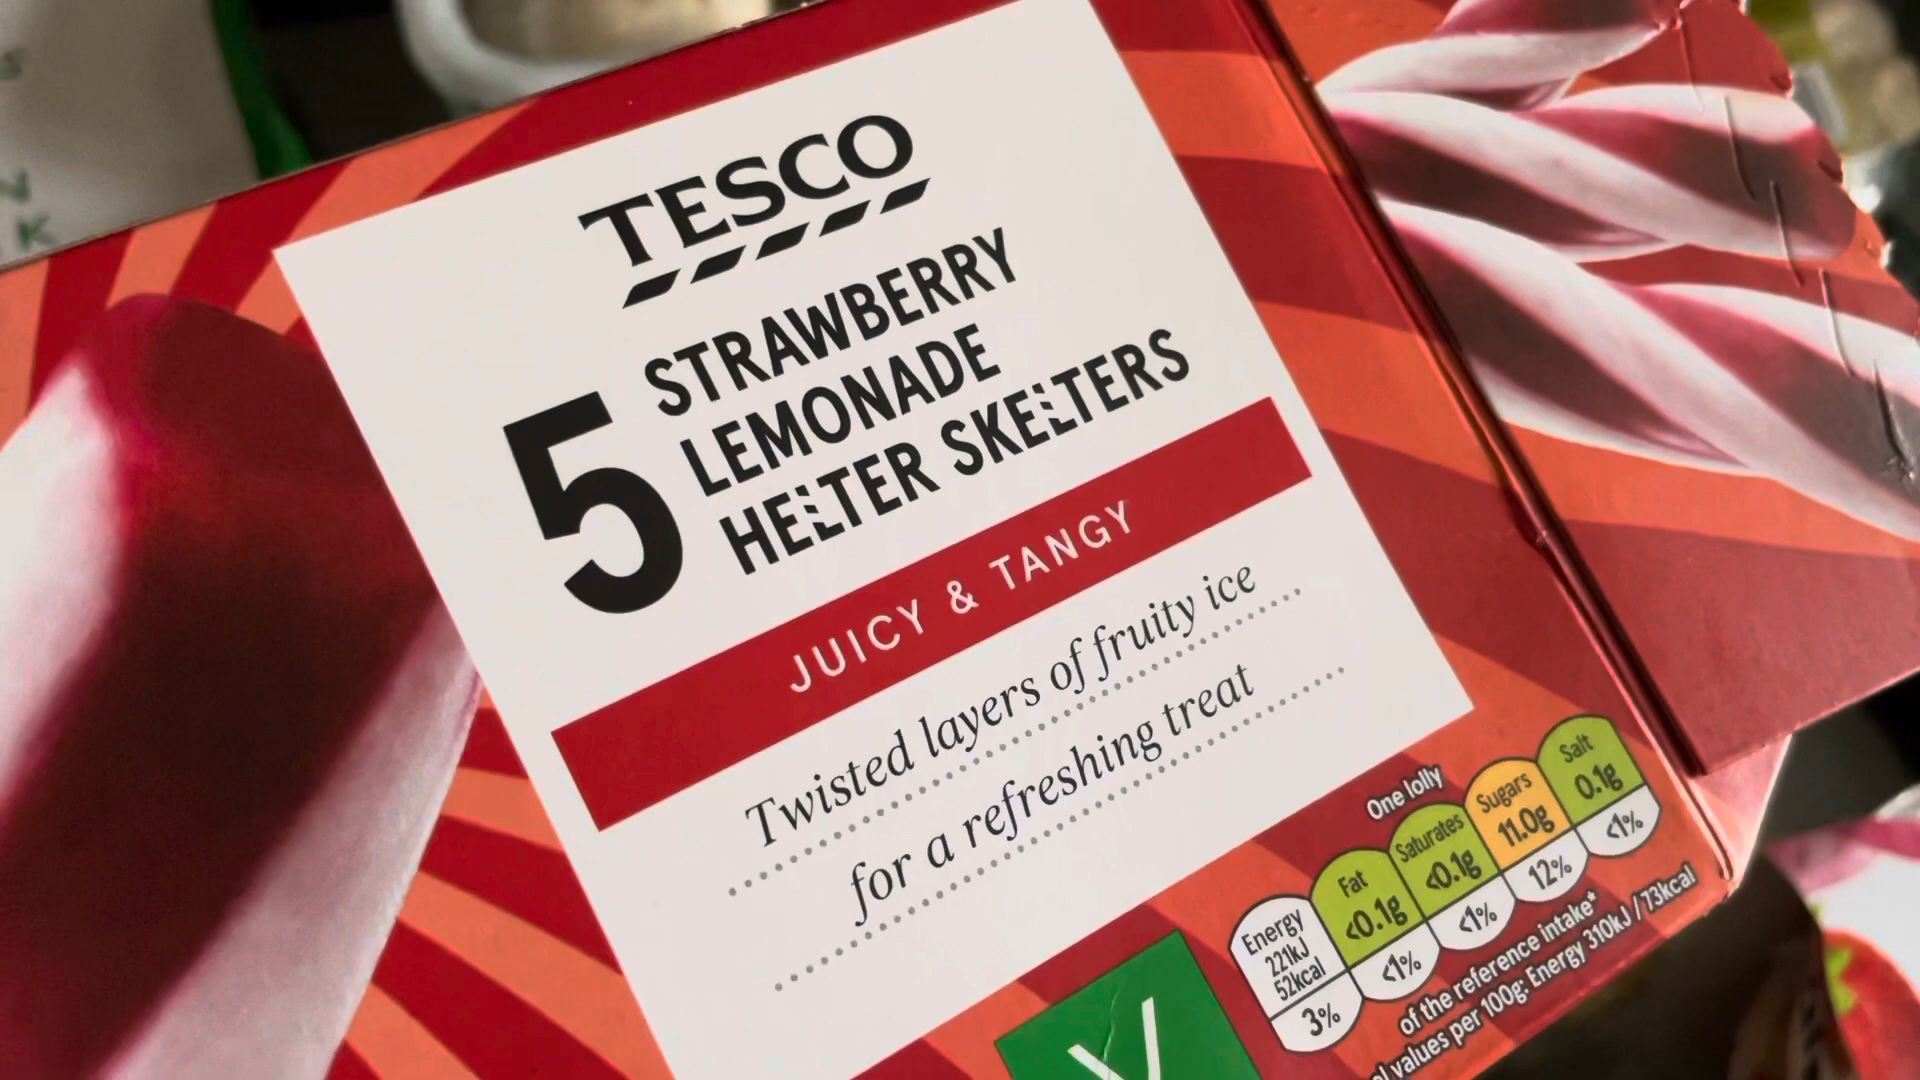 TESCO
5 STRAWBERRY
LEMONADE
HELTER SKELTERS
JUICY & TANGY
Twisted layers of fruity ice
for a refreshing treat
One lolly
Energy
221kJ
52kcal
3%
Fat
<0.1g
<1%
Saturates
<0.1g
<1%
Sugars
11.0g
12%
Salt
0.1g
<1%
of the reference intake*
values per 100g: Energy 310kJ / 73kcal
V
K